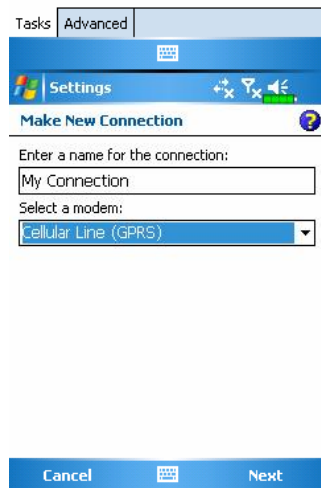 Tasks Advanced
Settings
Make New Connection
?
Enter a name for the connection:
My Connection
Select a modem:
Cellular Line (GPRS)
Cancel Next